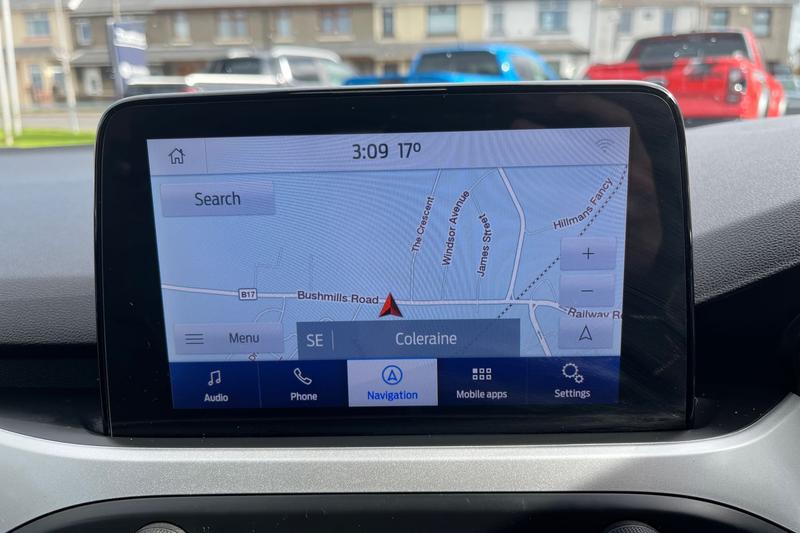 3:09 17º
Search
The Crescent
Windsor Avenue
James Street
Hillmans Fancy
+
−
B17
Bushmills Road
Railway R
Menu
SE
Coleraine
Audio
Phone
Navigation
Mobile apps
Settings